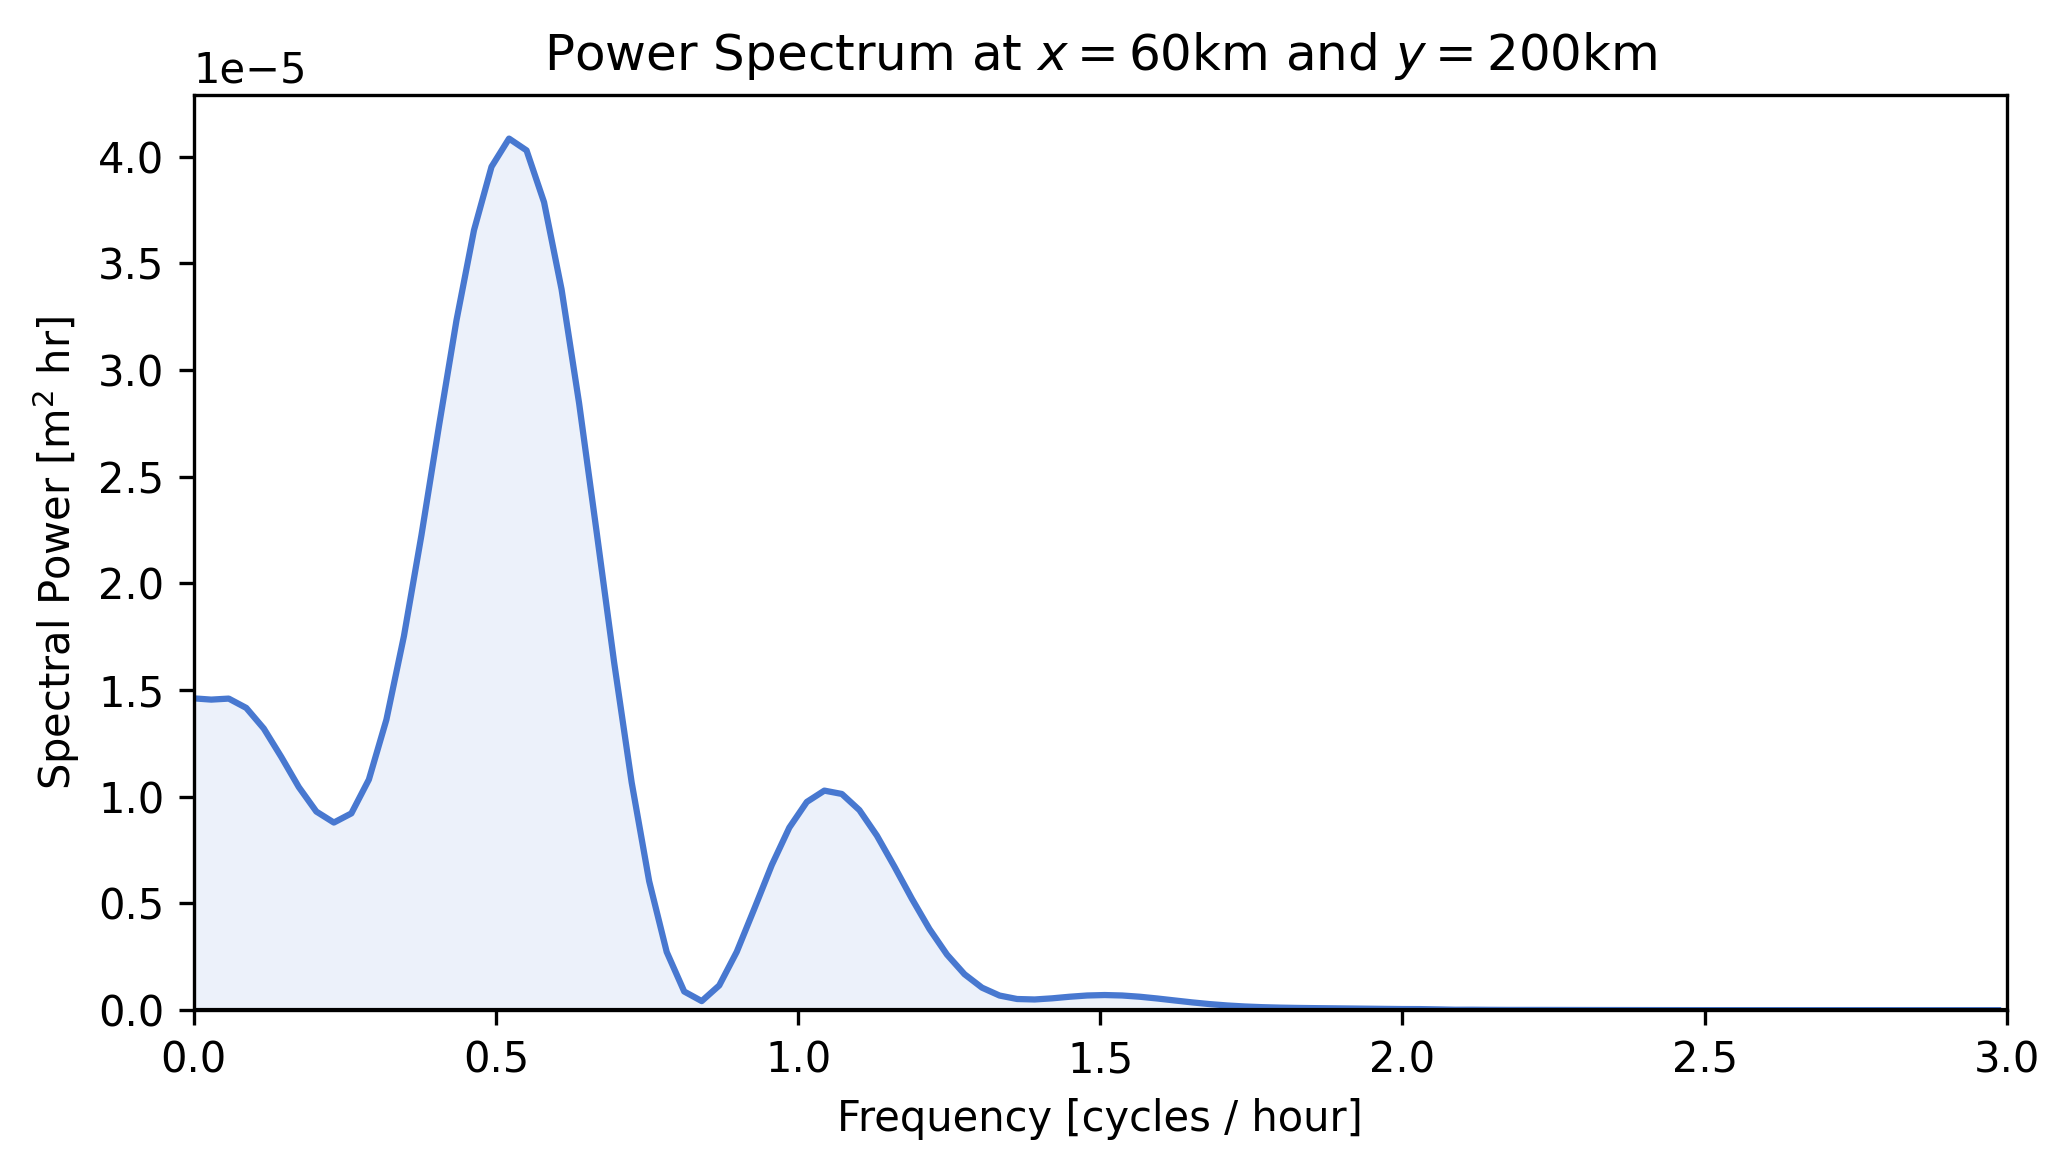 Power Spectrum at x = 60km and y = 200km
1e−5
4.0
3.5
3.0
2.5
2.0
1.5
1.0
0.5
0.0
Spectral Power [m² hr]
0.0 0.5 1.0 1.5 2.0 2.5 3.0
Frequency [cycles / hour]